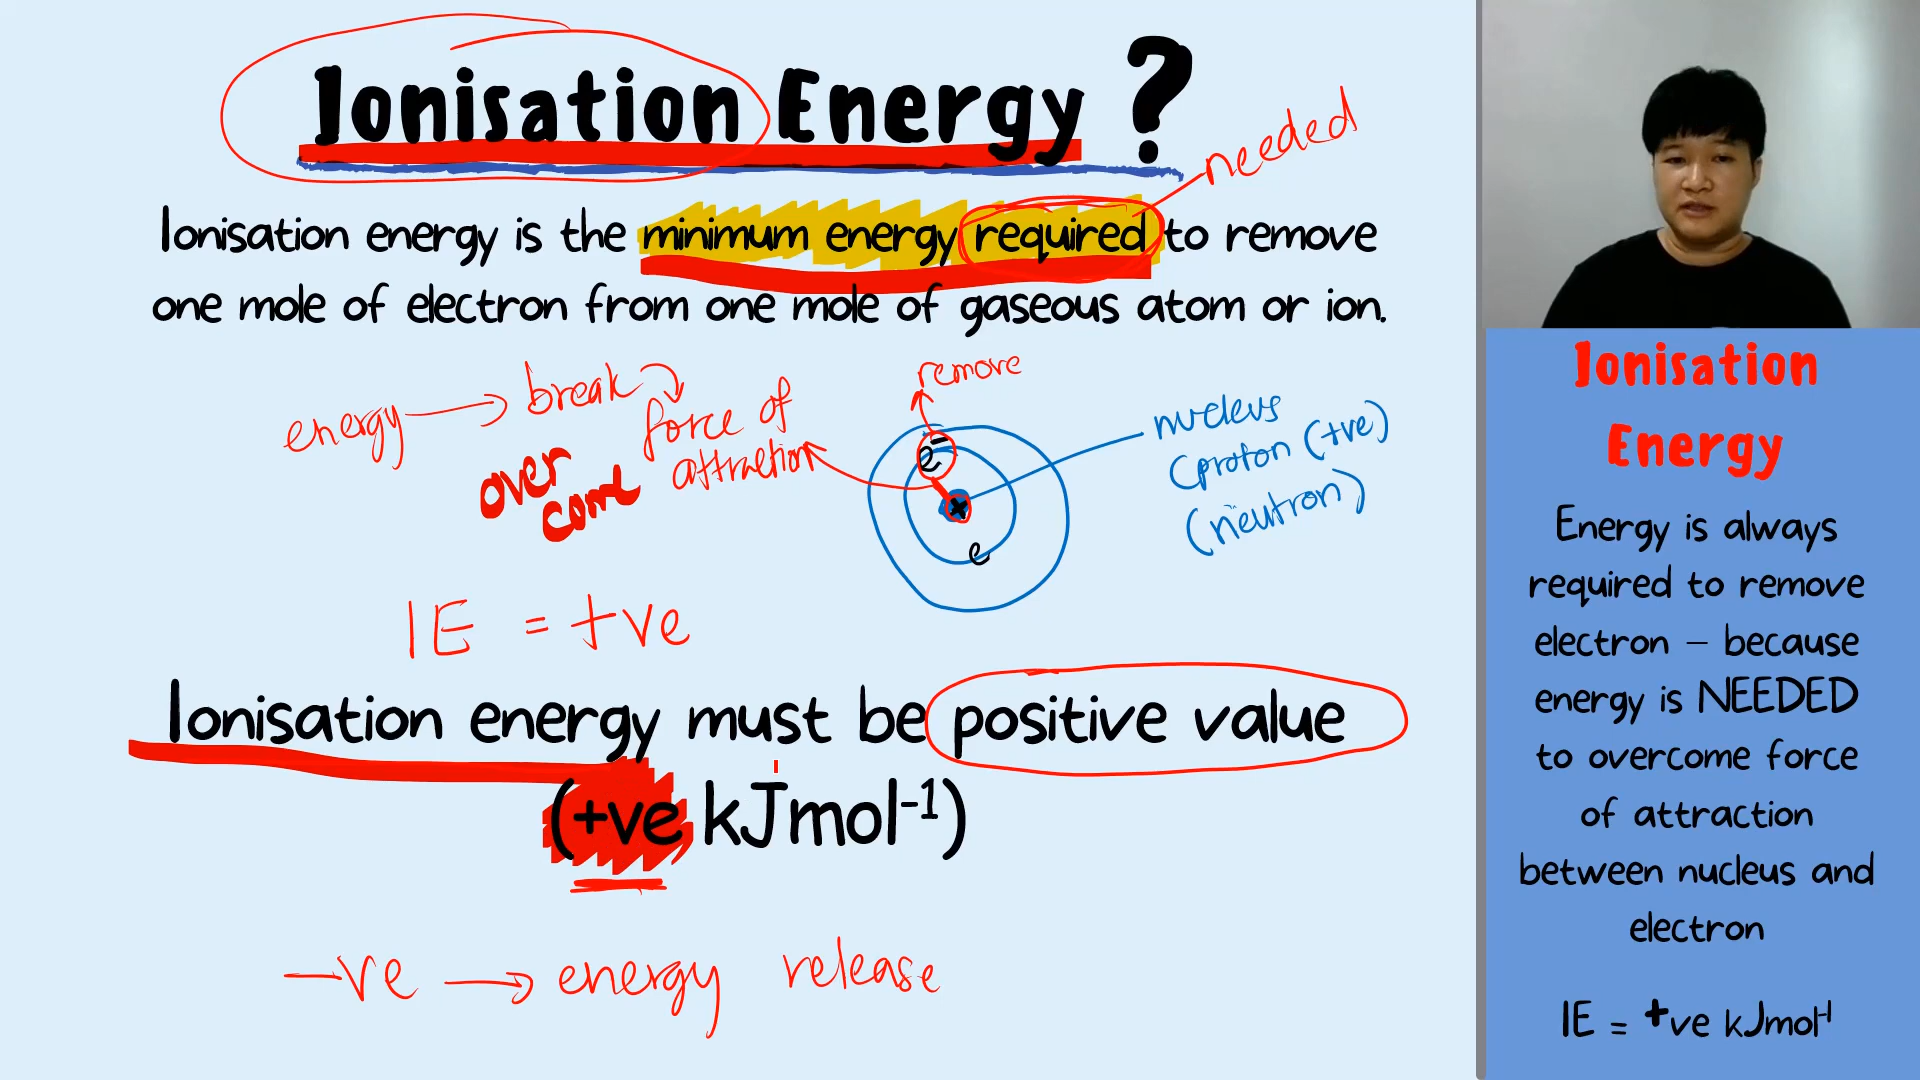 Ionisation Energy ?
needed
Ionisation energy is the minimum energy required to remove
one mole of electron from one mole of gaseous atom or ion.
energy → break
force of
attraction
over
come
remove
e⁻
e
nucleus
(proton (+ve)
(neutron)
IE = +ve
Ionisation energy must be positive value
(+ve kJmol⁻¹)
−ve → energy release
Ionisation
Energy
Energy is always
required to remove
electron – because
energy is NEEDED
to overcome force
of attraction
between nucleus and
electron
IE = +ve kJmol⁻¹